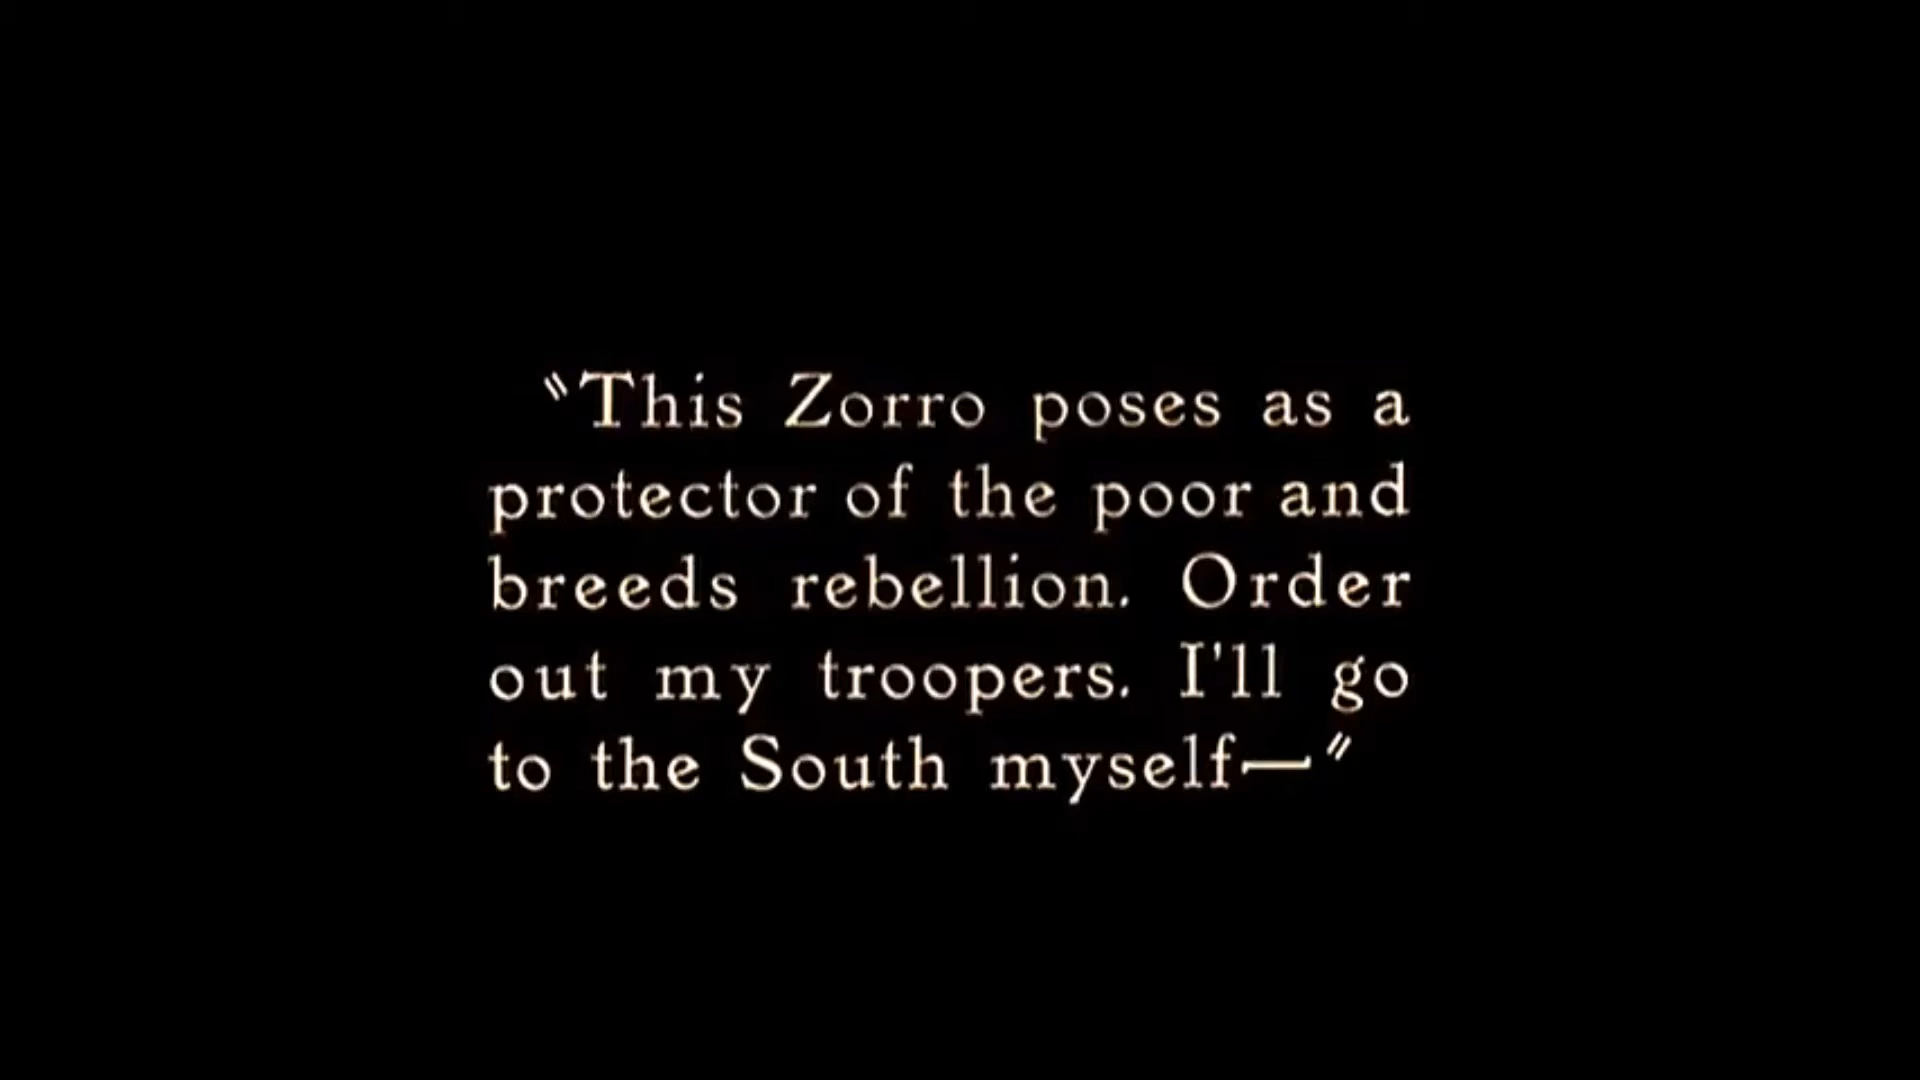 "This Zorro poses as a
protector of the poor and
breeds rebellion. Order
out my troopers. I'll go
to the South myself—"